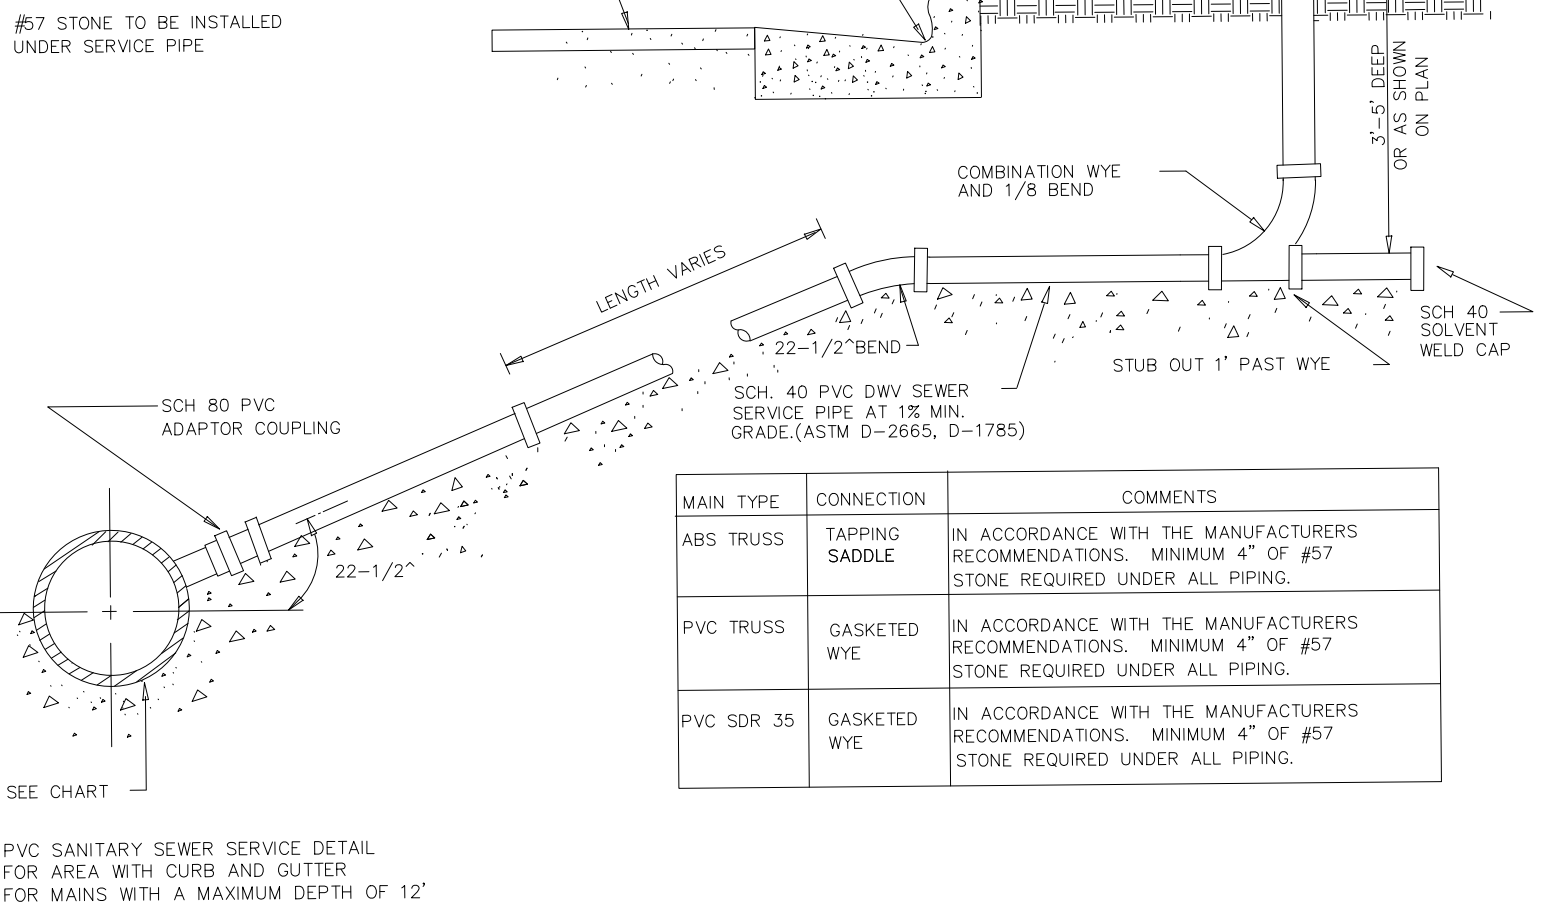 #57 STONE TO BE INSTALLED
UNDER SERVICE PIPE
3'-5' DEEP
OR AS SHOWN
ON PLAN
COMBINATION WYE
AND 1/8 BEND
LENGTH VARIES
22-1/2^BEND
SCH 40
SOLVENT
WELD CAP
STUB OUT 1' PAST WYE
SCH. 40 PVC DWV SEWER
SERVICE PIPE AT 1% MIN.
GRADE.(ASTM D-2665, D-1785)
SCH 80 PVC
ADAPTOR COUPLING
22-1/2^
MAIN TYPE CONNECTION COMMENTS
ABS TRUSS
TAPPING
SADDLE
IN ACCORDANCE WITH THE MANUFACTURERS
RECOMMENDATIONS. MINIMUM 4" OF #57
STONE REQUIRED UNDER ALL PIPING.
PVC TRUSS
GASKETED
WYE
IN ACCORDANCE WITH THE MANUFACTURERS
RECOMMENDATIONS. MINIMUM 4" OF #57
STONE REQUIRED UNDER ALL PIPING.
PVC SDR 35
GASKETED
WYE
IN ACCORDANCE WITH THE MANUFACTURERS
RECOMMENDATIONS. MINIMUM 4" OF #57
STONE REQUIRED UNDER ALL PIPING.
SEE CHART
PVC SANITARY SEWER SERVICE DETAIL
FOR AREA WITH CURB AND GUTTER
FOR MAINS WITH A MAXIMUM DEPTH OF 12'